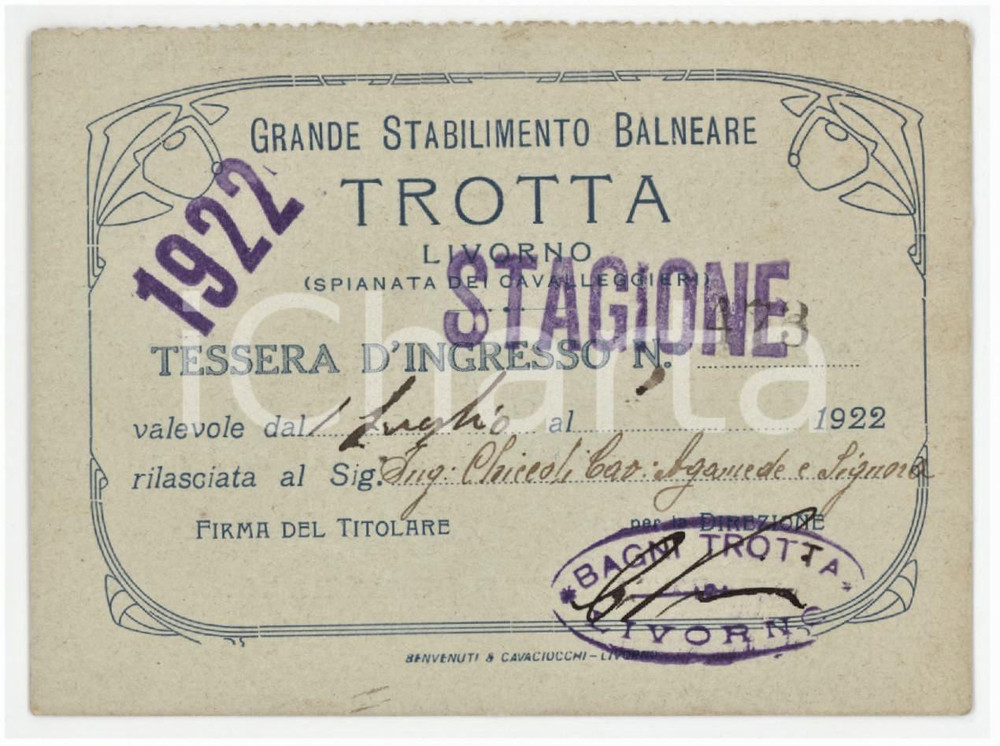 GRANDE STABILIMENTO BALNEARE
TROTTA
LIVORNO
(SPIANATA DEI CAVALLEGGIERI)
1922
STAGIONE
TESSERA D'INGRESSO N. 423
valevole dal 1 Luglio al 1922
rilasciata al Sig. Ing: Chiccoli Cav: Agamede e Signora
FIRMA DEL TITOLARE
per la DIREZIONE
* BAGNI TROTTA *
LIVORNO
BENVENUTI & CAVACIOCCHI - LIVORNO
iCharta